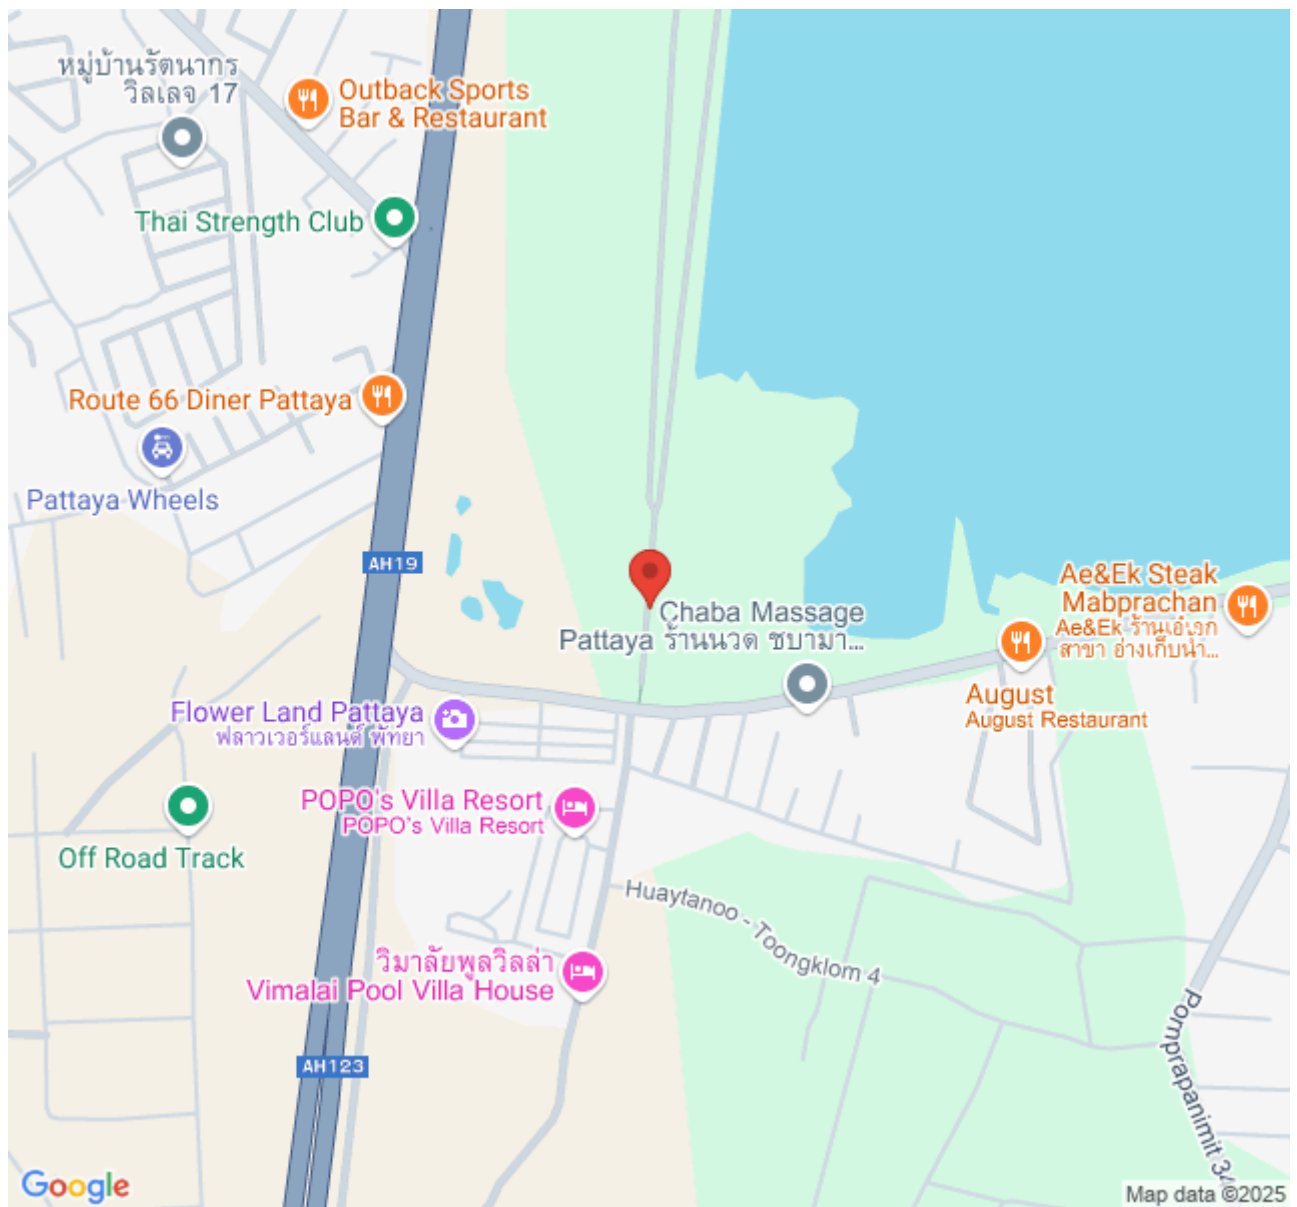 หมู่บ้านรัตนากร
วิลเลจ 17
Outback Sports
Bar & Restaurant
Thai Strength Club
Route 66 Diner Pattaya
Pattaya Wheels
AH19
Ae&Ek Steak
Mabprachan
Ae&Ek ร้านเอ๋เอก
สาขา อ่างเก็บน้ำ...
Chaba Massage
Pattaya ร้านนวด ชบามา...
August
August Restaurant
Flower Land Pattaya
ฟลาวเวอร์แลนด์ พัทยา
POPO's Villa Resort
POPO's Villa Resort
Off Road Track
Huaytanoo - Toongklom 4
วิมาลัยพูลวิลล่า
Vimalai Pool Villa House
Pornprapanimit 34
AH123
Google
Map data ©2025